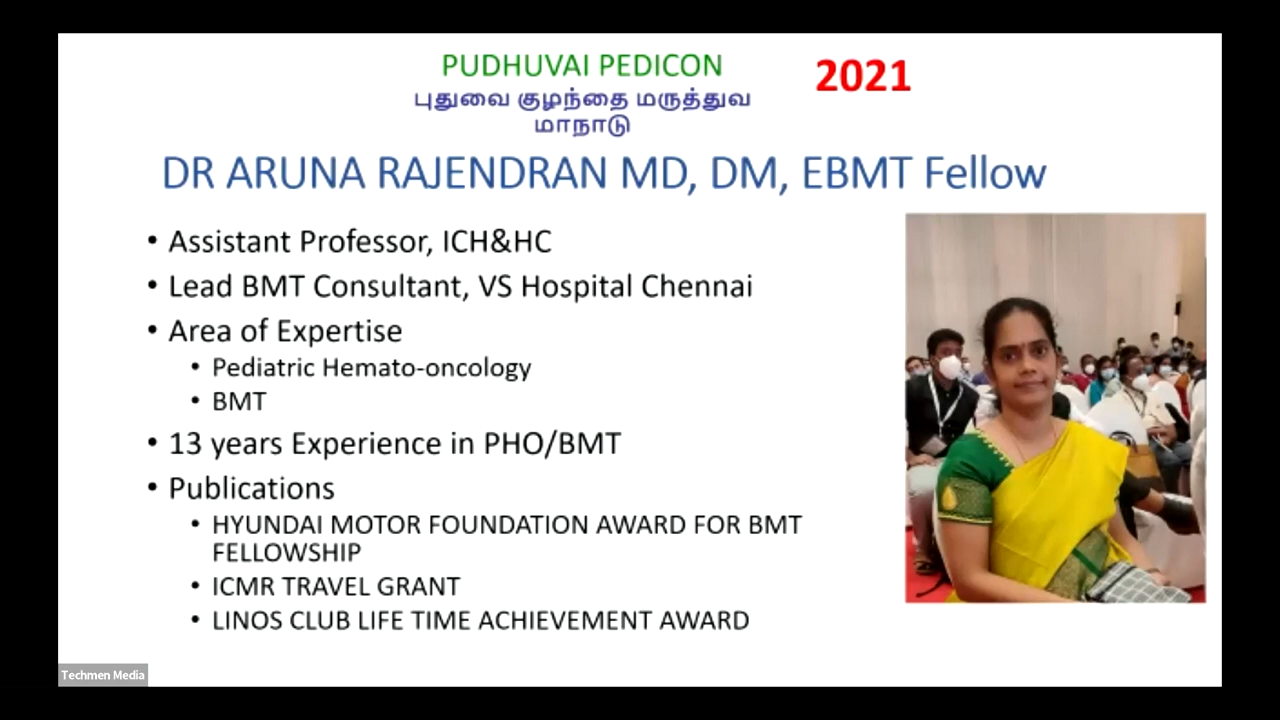 PUDHUVAI PEDICON
2021
புதுவை குழந்தை மருத்துவ
மாநாடு
DR ARUNA RAJENDRAN MD, DM, EBMT Fellow
• Assistant Professor, ICH&HC
• Lead BMT Consultant, VS Hospital Chennai
• Area of Expertise
• Pediatric Hemato-oncology
• BMT
• 13 years Experience in PHO/BMT
• Publications
• HYUNDAI MOTOR FOUNDATION AWARD FOR BMT
FELLOWSHIP
• ICMR TRAVEL GRANT
• LINOS CLUB LIFE TIME ACHIEVEMENT AWARD
Techmen Media